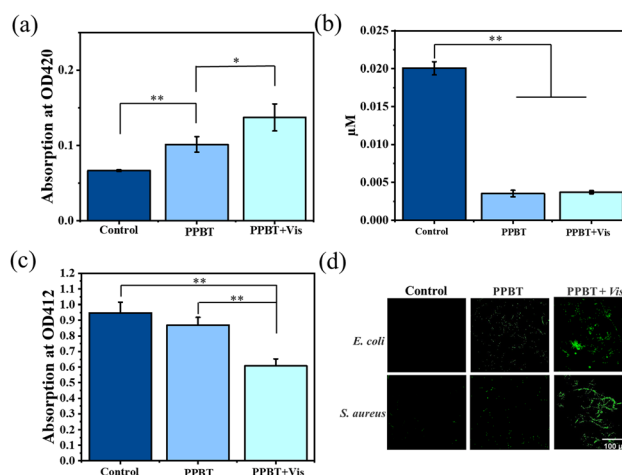 (a)
Absorption at OD420
0.2
0.1
0.0
**
*
Control
PPBT
PPBT+Vis
(b)
µM
0.025
0.020
0.015
0.010
0.005
0.000
**
Control
PPBT
PPBT+Vis
(c)
Absorption at OD412
1.1
1.0
0.9
0.8
0.7
0.6
0.5
0.4
0.3
0.2
0.1
0.0
**
**
Control
PPBT
PPBT+Vis
(d)
Control
PPBT
PPBT + Vis
E. coli
S. aureus
100